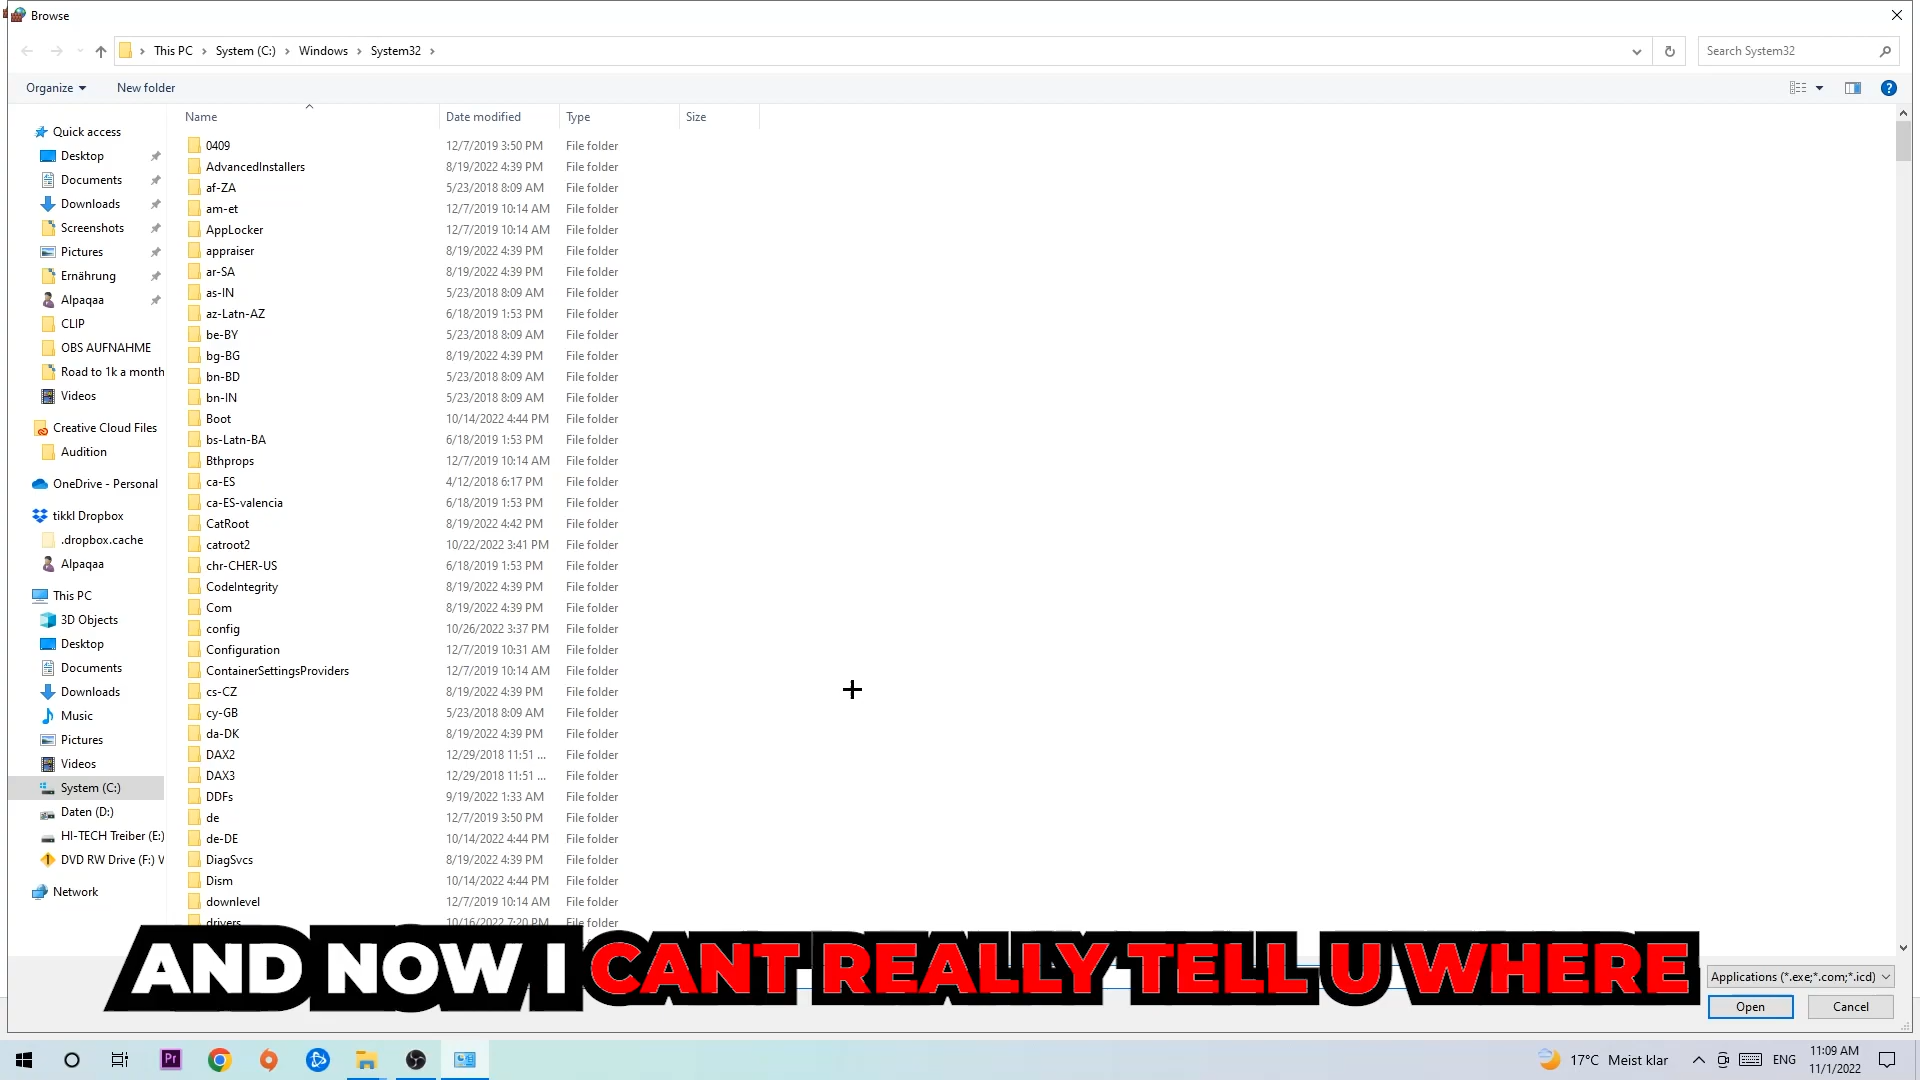 Browse
This PC > System (C:) > Windows > System32 >
Search System32
Organize
New folder
Name
Date modified
Type
Size
Quick access
Desktop
Documents
Downloads
Screenshots
Pictures
Ernährung
Alpaqaa
CLIP
OBS AUFNAHME
Road to 1k a month
Videos
Creative Cloud Files
Audition
OneDrive - Personal
tikkl Dropbox
.dropbox.cache
Alpaqaa
This PC
3D Objects
Desktop
Documents
Downloads
Music
Pictures
Videos
System (C:)
Daten (D:)
HI-TECH Treiber (E:)
DVD RW Drive (F:) V
Network
0409 12/7/2019 3:50 PM File folder
AdvancedInstallers 8/19/2022 4:39 PM File folder
af-ZA 5/23/2018 8:09 AM File folder
am-et 12/7/2019 10:14 AM File folder
AppLocker 12/7/2019 10:14 AM File folder
appraiser 8/19/2022 4:39 PM File folder
ar-SA 8/19/2022 4:39 PM File folder
as-IN 5/23/2018 8:09 AM File folder
az-Latn-AZ 6/18/2019 1:53 PM File folder
be-BY 5/23/2018 8:09 AM File folder
bg-BG 8/19/2022 4:39 PM File folder
bn-BD 5/23/2018 8:09 AM File folder
bn-IN 5/23/2018 8:09 AM File folder
Boot 10/14/2022 4:44 PM File folder
bs-Latn-BA 6/18/2019 1:53 PM File folder
Bthprops 12/7/2019 10:14 AM File folder
ca-ES 4/12/2018 6:17 PM File folder
ca-ES-valencia 6/18/2019 1:53 PM File folder
CatRoot 8/19/2022 4:42 PM File folder
catroot2 10/22/2022 3:41 PM File folder
chr-CHER-US 6/18/2019 1:53 PM File folder
CodeIntegrity 8/19/2022 4:39 PM File folder
Com 8/19/2022 4:39 PM File folder
config 10/26/2022 3:37 PM File folder
Configuration 12/7/2019 10:31 AM File folder
ContainerSettingsProviders 12/7/2019 10:14 AM File folder
cs-CZ 8/19/2022 4:39 PM File folder
cy-GB 5/23/2018 8:09 AM File folder
da-DK 8/19/2022 4:39 PM File folder
DAX2 12/29/2018 11:51 ... File folder
DAX3 12/29/2018 11:51 ... File folder
DDFs 9/19/2022 1:33 AM File folder
de 12/7/2019 3:50 PM File folder
de-DE 10/14/2022 4:44 PM File folder
DiagSvcs 8/19/2022 4:39 PM File folder
Dism 10/14/2022 4:44 PM File folder
downlevel 12/7/2019 10:14 AM File folder
drivers 10/16/2022 7:20 PM File folder
AND NOW I CANT REALLY TELL U WHERE
Applications (*.exe;*.com;*.icd)
Open
Cancel
Pr
17°C Meist klar
ENG
11:09 AM
11/1/2022